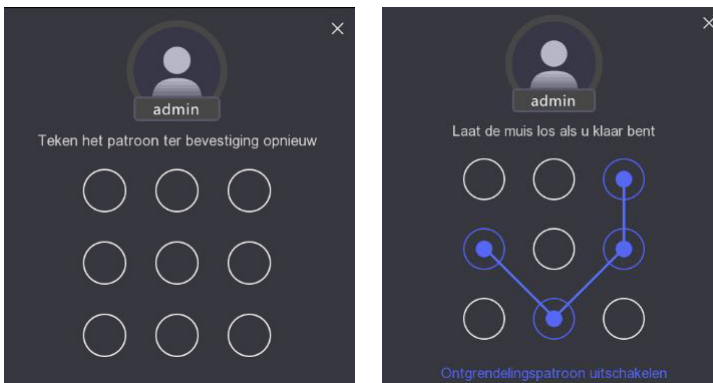 admin
Teken het patroon ter bevestiging opnieuw
admin
Laat de muis los als u klaar bent
Ontgrendelingspatroon uitschakelen